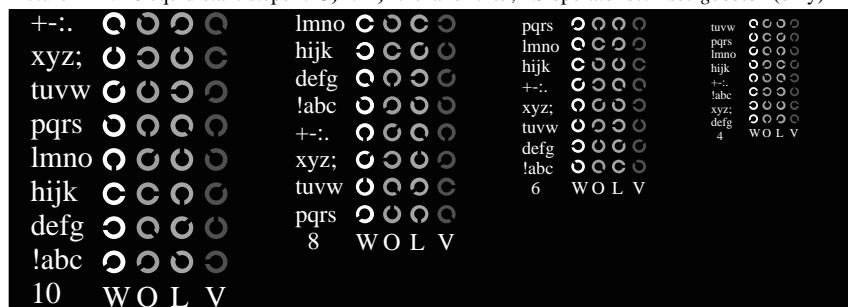 +-:.
xyz;
tuvw
pqrs
lmno
hijk
defg
!abc
10 W O L V
lmno
hijk
defg
!abc
+-:.
xyz;
tuvw
pqrs
8 W O L V
pqrs
lmno
hijk
+-:.
xyz;
tuvw
defg
!abc
6 W O L V
tuvw
pqrs
lmno
hijk
+-:.
!abc
xyz;
defg
4 W O L V